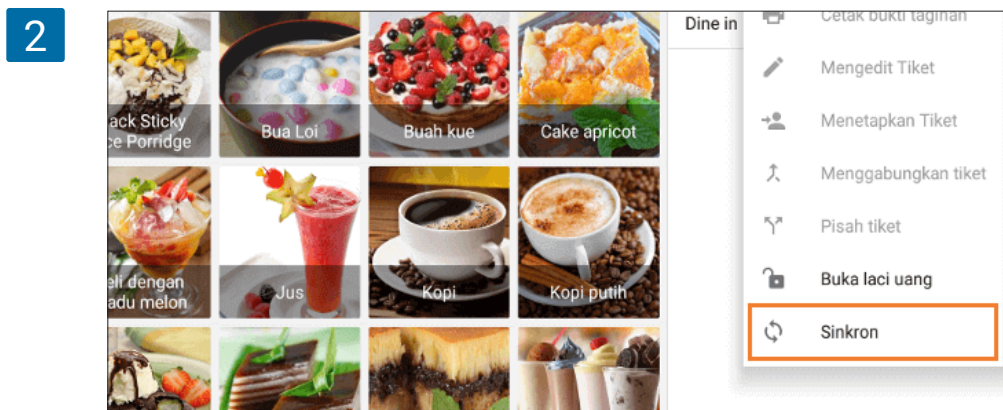 2
Dine in
Cetak bukti tagihan
Mengedit Tiket
Menetapkan Tiket
Menggabungkan tiket
Pisah tiket
Buka laci uang
Sinkron
ack Sticky
ce Porridge
Bua Loi
Buah kue
Cake apricot
eli dengan
adu melon
Jus
Kopi
Kopi putih